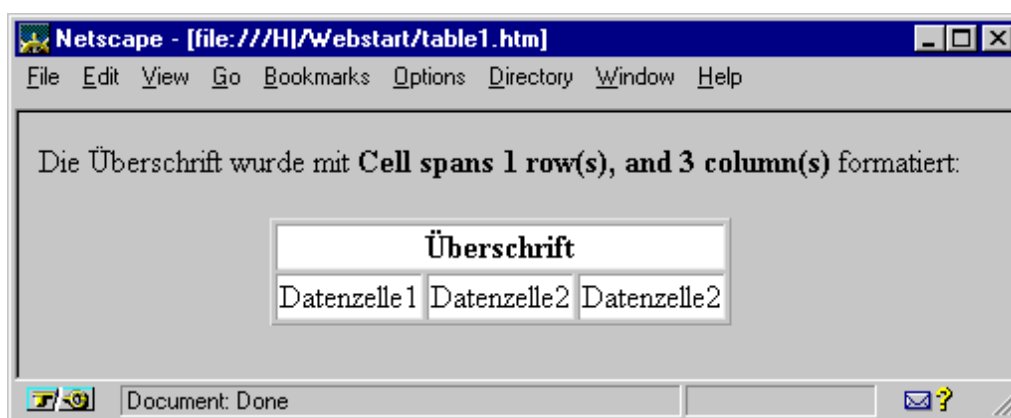 Netscape - [file:///H|/Webstart/table1.htm]
File Edit View Go Bookmarks Options Directory Window Help
Die Überschrift wurde mit Cell spans 1 row(s), and 3 column(s) formatiert:
Überschrift
Datenzelle1 Datenzelle2 Datenzelle2
Document: Done